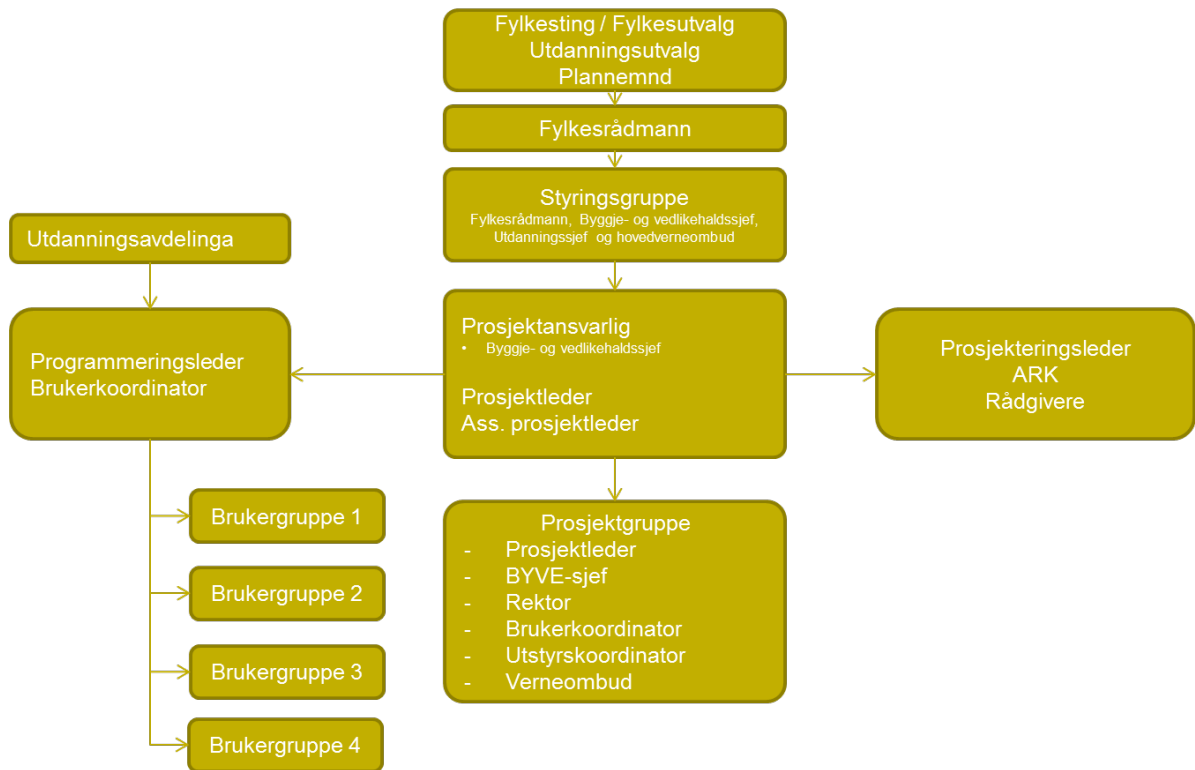 Fylkesting / Fylkesutvalg
Utdanningsutvalg
Plannemnd
Fylkesrådmann
Styringsgruppe
Fylkesrådmann, Byggje- og vedlikehaldssjef,
Utdanningssjef og hovedverneombud
Utdanningsavdelinga
Programmeringsleder
Brukerkoordinator
Prosjektansvarlig
• Byggje- og vedlikehaldssjef
Prosjektleder
Ass. prosjektleder
Prosjekteringsleder
ARK
Rådgivere
Brukergruppe 1
Brukergruppe 2
Brukergruppe 3
Brukergruppe 4
Prosjektgruppe
- Prosjektleder
- BYVE-sjef
- Rektor
- Brukerkoordinator
- Utstyrskoordinator
- Verneombud